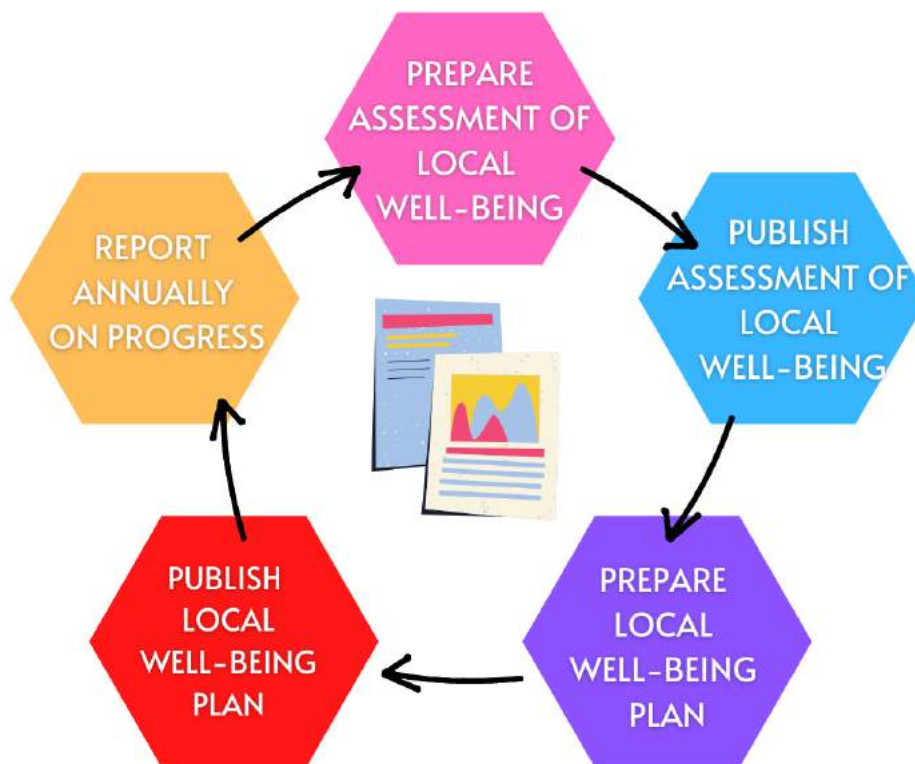 PREPARE
ASSESSMENT OF
LOCAL
WELL-BEING
PUBLISH
ASSESSMENT OF
LOCAL
WELL-BEING
PREPARE
LOCAL
WELL-BEING
PLAN
PUBLISH
LOCAL
WELL-BEING
PLAN
REPORT
ANNUALLY
ON PROGRESS